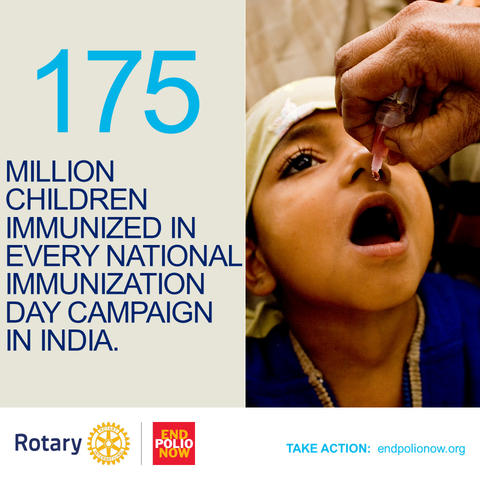 175
MILLION
CHILDREN
IMMUNIZED IN
EVERY NATIONAL
IMMUNIZATION
DAY CAMPAIGN
IN INDIA.
Rotary
END
POLIO
NOW
TAKE ACTION: endpolionow.org